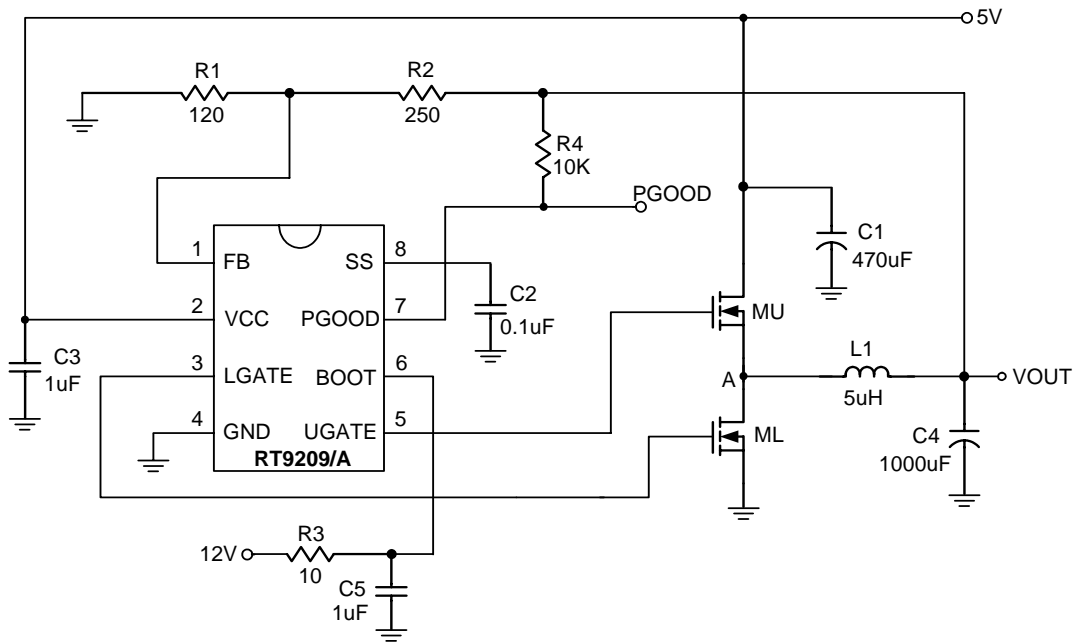 5V
R1
120
R2
250
R4
10K
PGOOD
C1
470uF
1
FB
SS
8
C2
0.1uF
2
VCC
PGOOD
7
MU
C3
1uF
3
LGATE
BOOT
6
A
L1
5uH
VOUT
4
GND
UGATE
5
RT9209/A
ML
C4
1000uF
12V
R3
10
C5
1uF